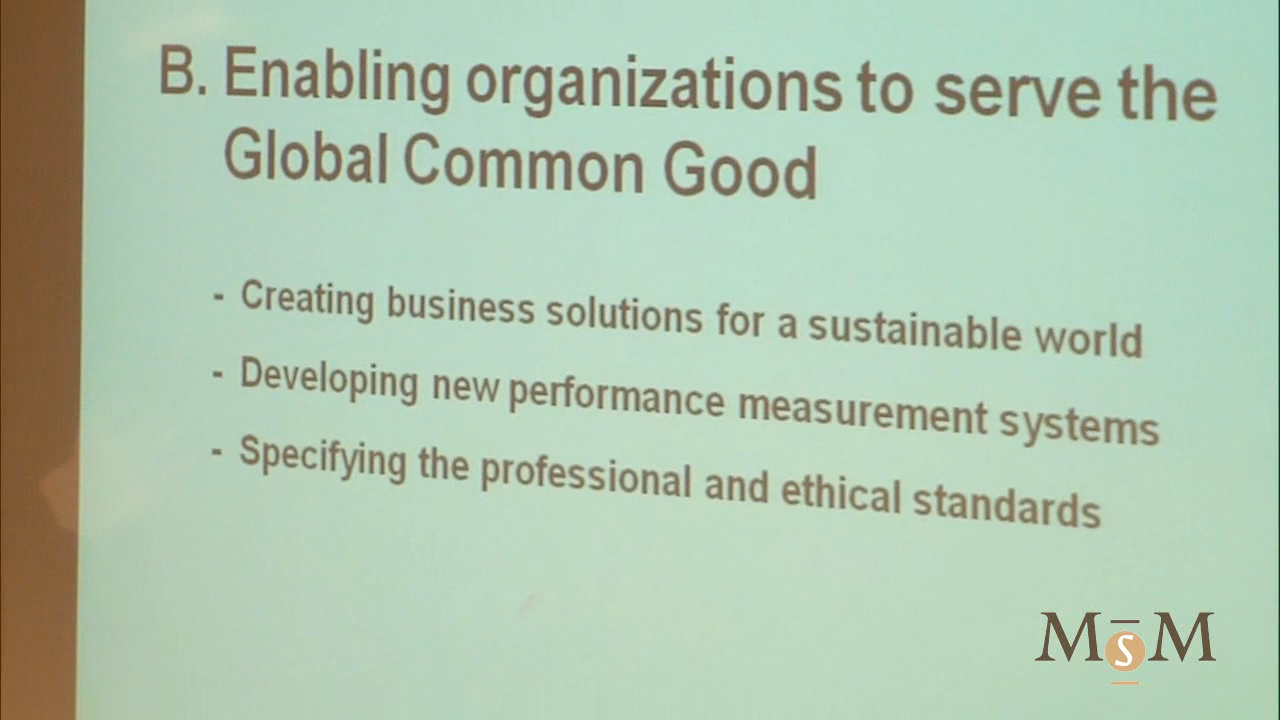 B. Enabling organizations to serve the
Global Common Good
- Creating business solutions for a sustainable world
- Developing new performance measurement systems
- Specifying the professional and ethical standards
MSM